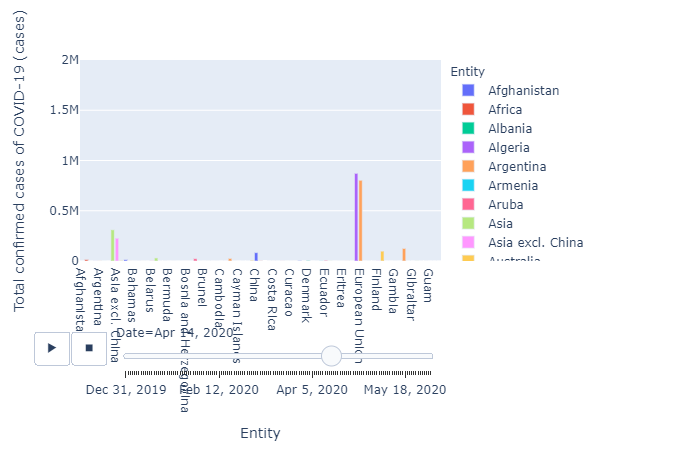 Total confirmed cases of COVID-19 (cases)
2M
1.5M
1M
0.5M
0
Afghanista
Argentina
Asia excl. China
Bahamas
Belarus
Bermuda
Bosnia and Herzegovina
Brunei
Cambodia
Cayman Islands
China
Costa Rica
Curacao
Denmark
Ecuador
Eritrea
European Union
Finland
Gambia
Gibraltar
Guam
Entity
Afghanistan
Africa
Albania
Algeria
Argentina
Armenia
Aruba
Asia
Asia excl. China
Australia
Date=Apr 14, 2020
Dec 31, 2019
Feb 12, 2020
Apr 5, 2020
May 18, 2020
Entity